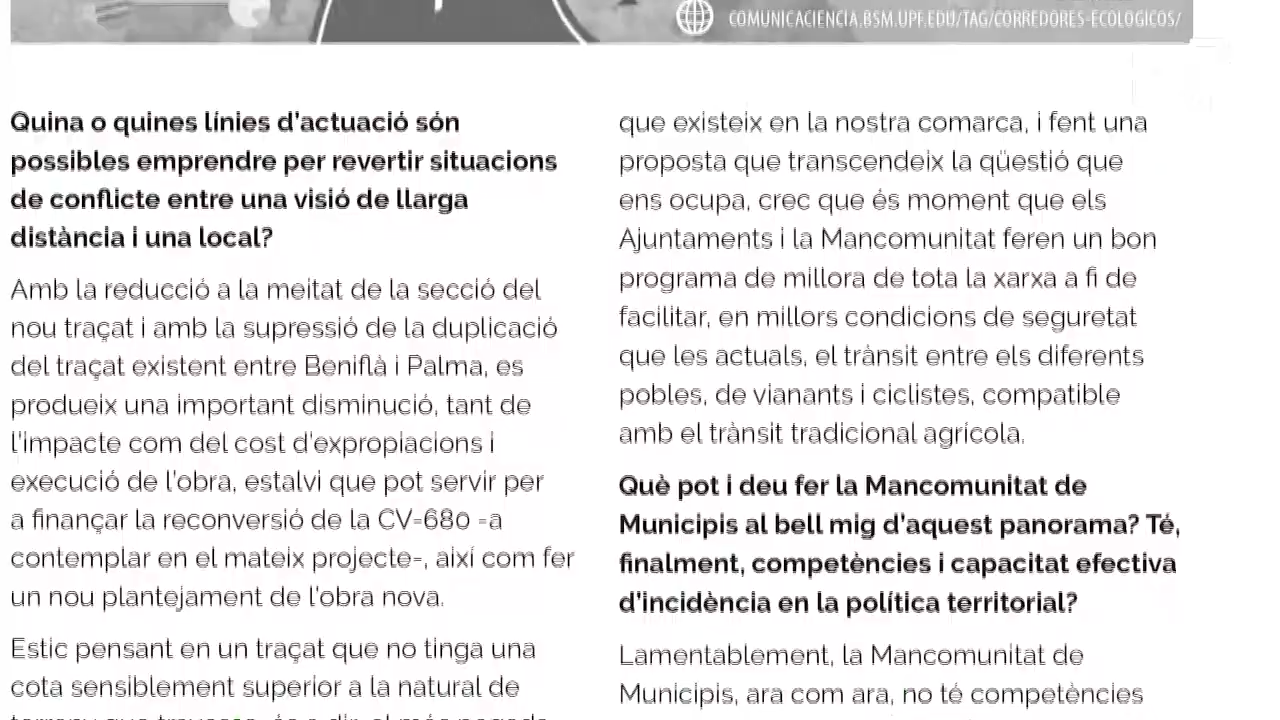 COMUNICACIENCIA.BSM.UPF.EDU/TAG/CORREDORES-ECOLOGICOS/
Quina o quines línies d'actuació són
possibles emprendre per revertir situacions
de conflicte entre una visió de llarga
distància i una local?
Amb la reducció a la meitat de la secció del
nou traçat i amb la supressió de la duplicació
del traçat existent entre Beniflà i Palma, es
produeix una important disminució, tant de
l'impacte com del cost d'expropiacions i
execució de l'obra, estalvi que pot servir per
a finançar la reconversió de la CV-680 -a
contemplar en el mateix projecte-, així com fer
un nou plantejament de l'obra nova.
Estic pensant en un traçat que no tinga una
cota sensiblement superior a la natural de
que existeix en la nostra comarca, i fent una
proposta que transcendeix la qüestió que
ens ocupa, crec que és moment que els
Ajuntaments i la Mancomunitat feren un bon
programa de millora de tota la xarxa a fi de
facilitar, en millors condicions de seguretat
que les actuals, el trànsit entre els diferents
pobles, de vianants i ciclistes, compatible
amb el trànsit tradicional agrícola.
Què pot i deu fer la Mancomunitat de
Municipis al bell mig d'aquest panorama? Té,
finalment, competències i capacitat efectiva
d'incidència en la política territorial?
Lamentablement, la Mancomunitat de
Municipis, ara com ara, no té competències